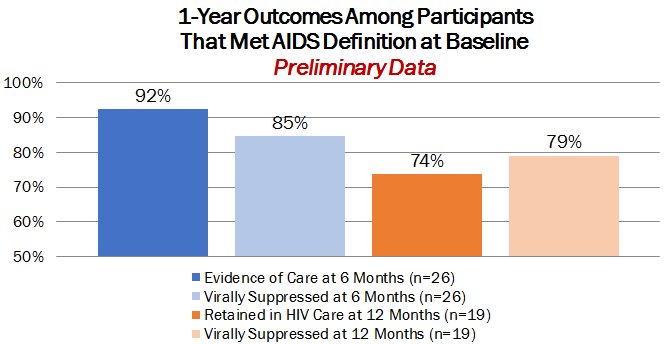 1-Year Outcomes Among Participants
That Met AIDS Definition at Baseline
Preliminary Data
100%
90%
80%
70%
60%
50%
92%
85%
74%
79%
Evidence of Care at 6 Months (n=26)
Virally Suppressed at 6 Months (n=26)
Retained in HIV Care at 12 Months (n=19)
Virally Suppressed at 12 Months (n=19)